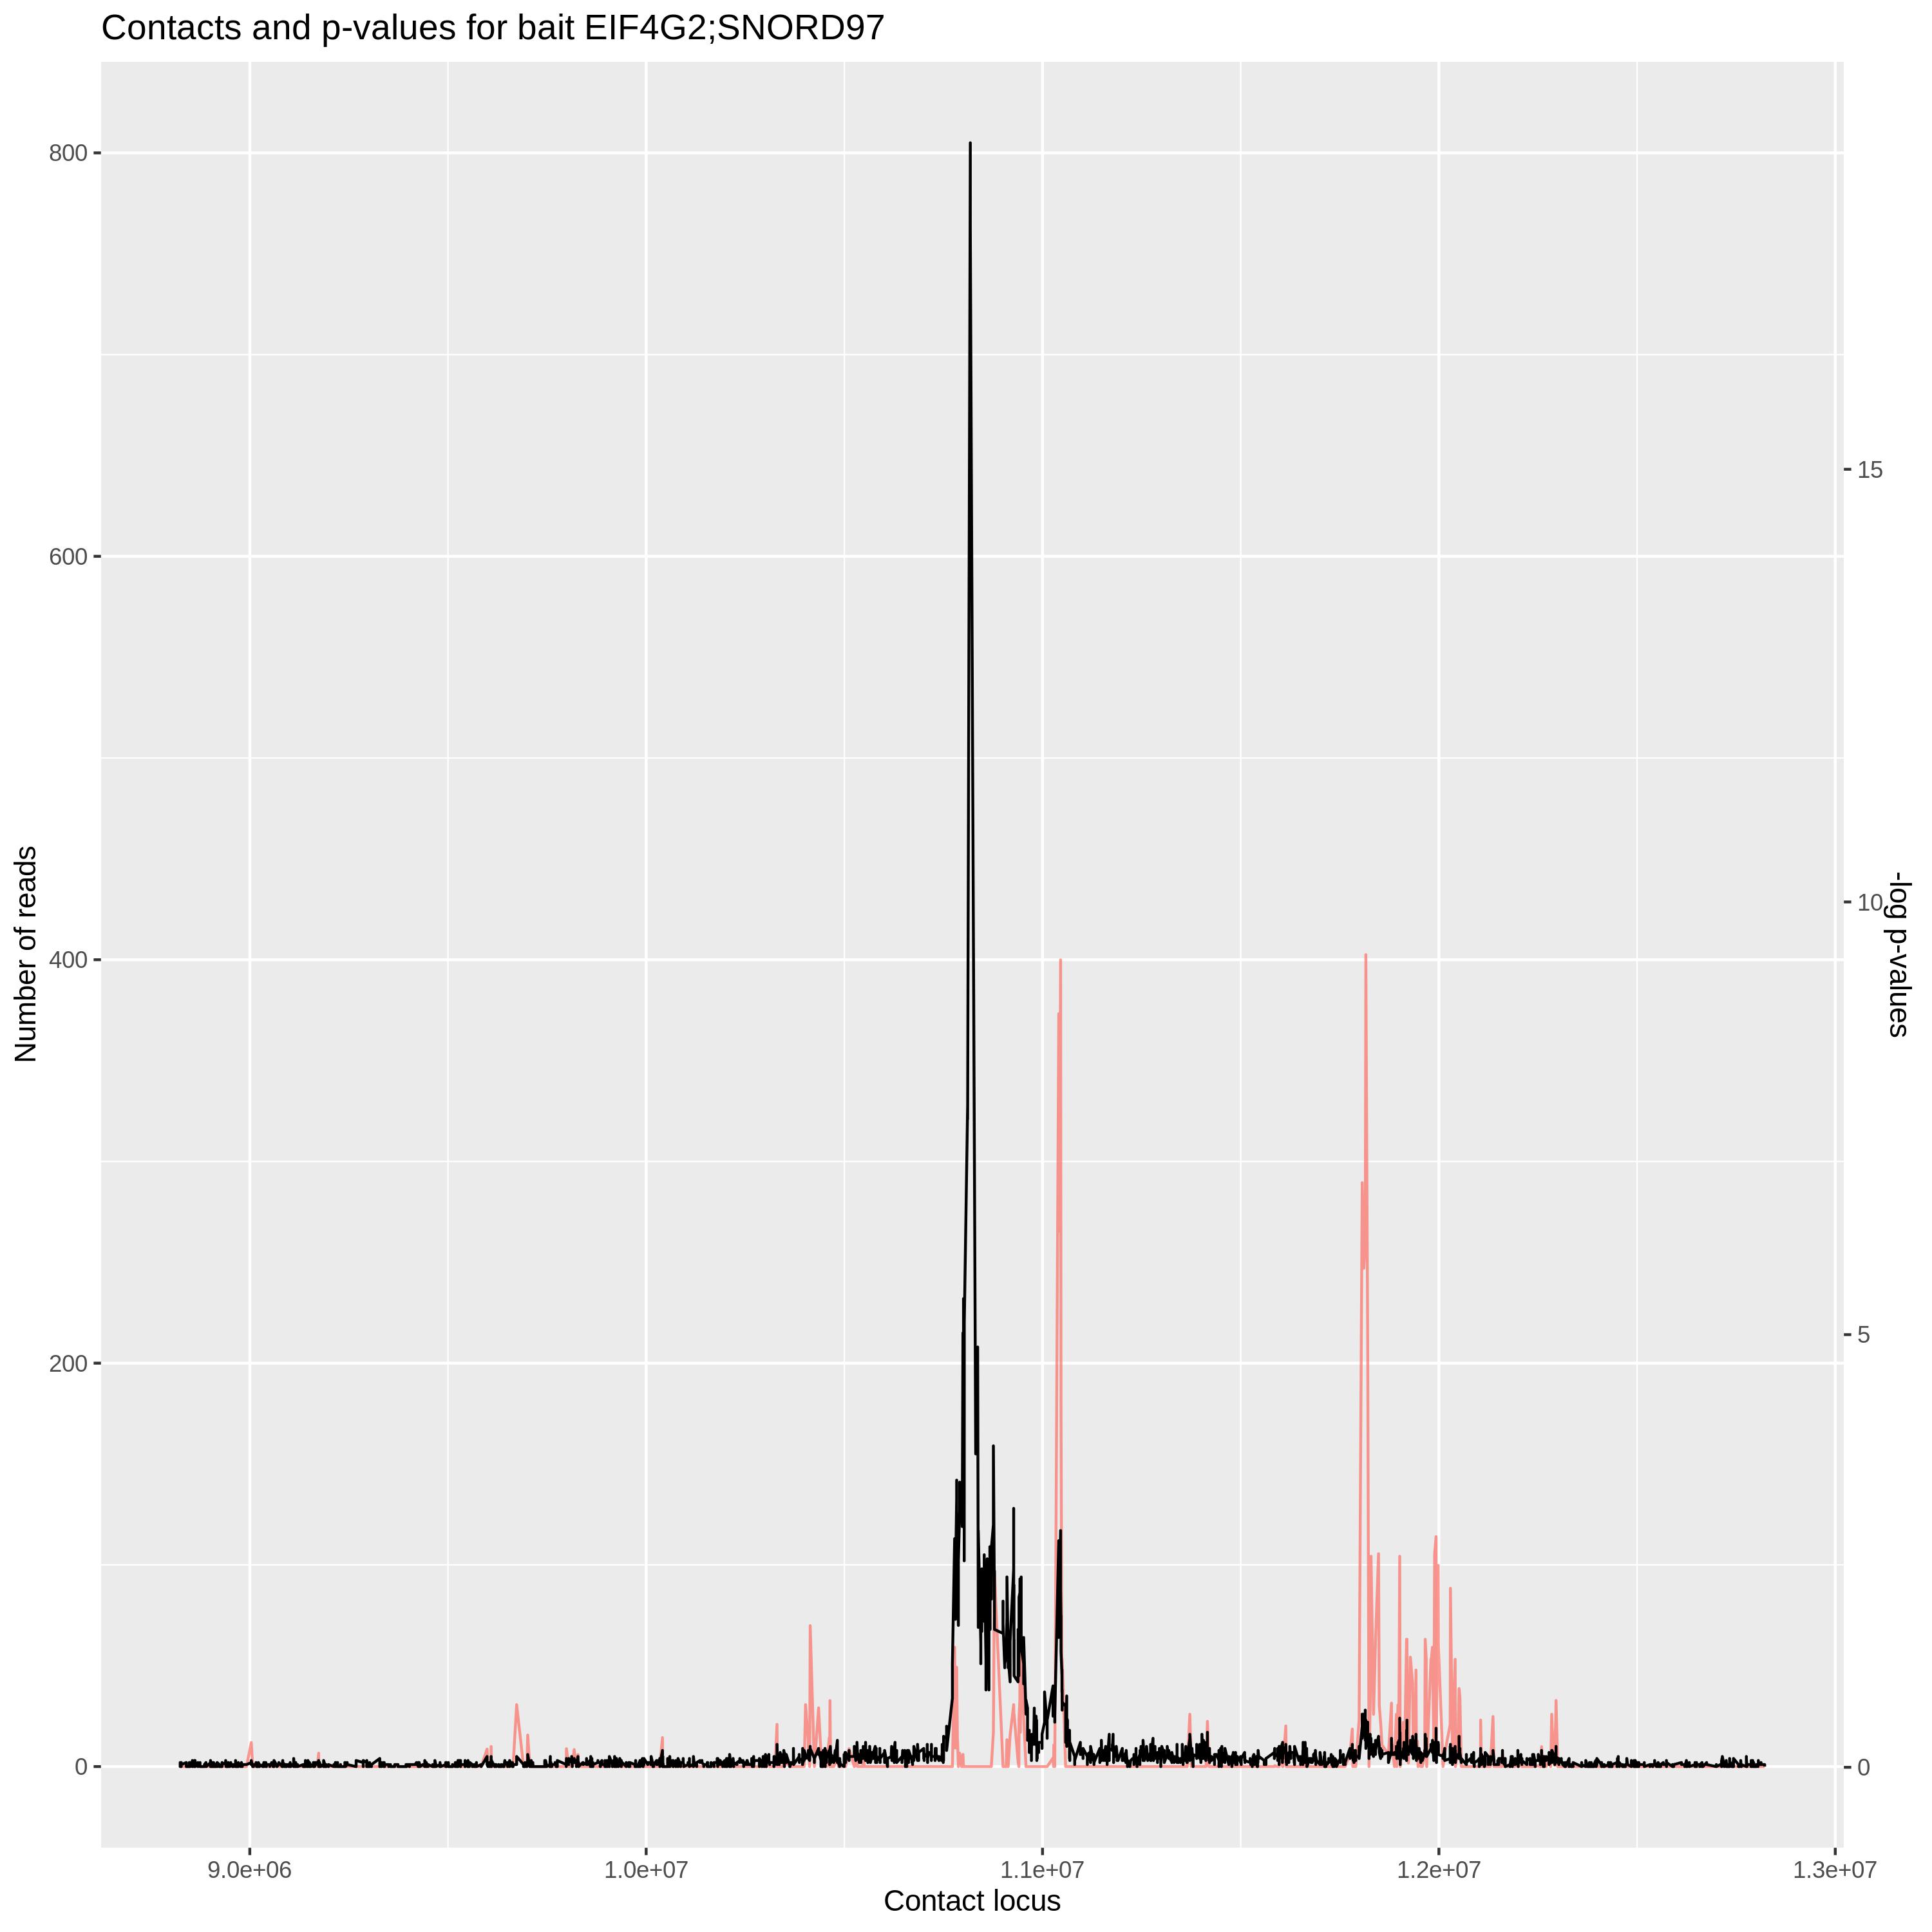 Contacts and p-values for bait EIF4G2;SNORD97
800
600
400
200
0
Number of reads
15
10
5
0
-log p-values
9.0e+06 1.0e+07 1.1e+07 1.2e+07 1.3e+07
Contact locus